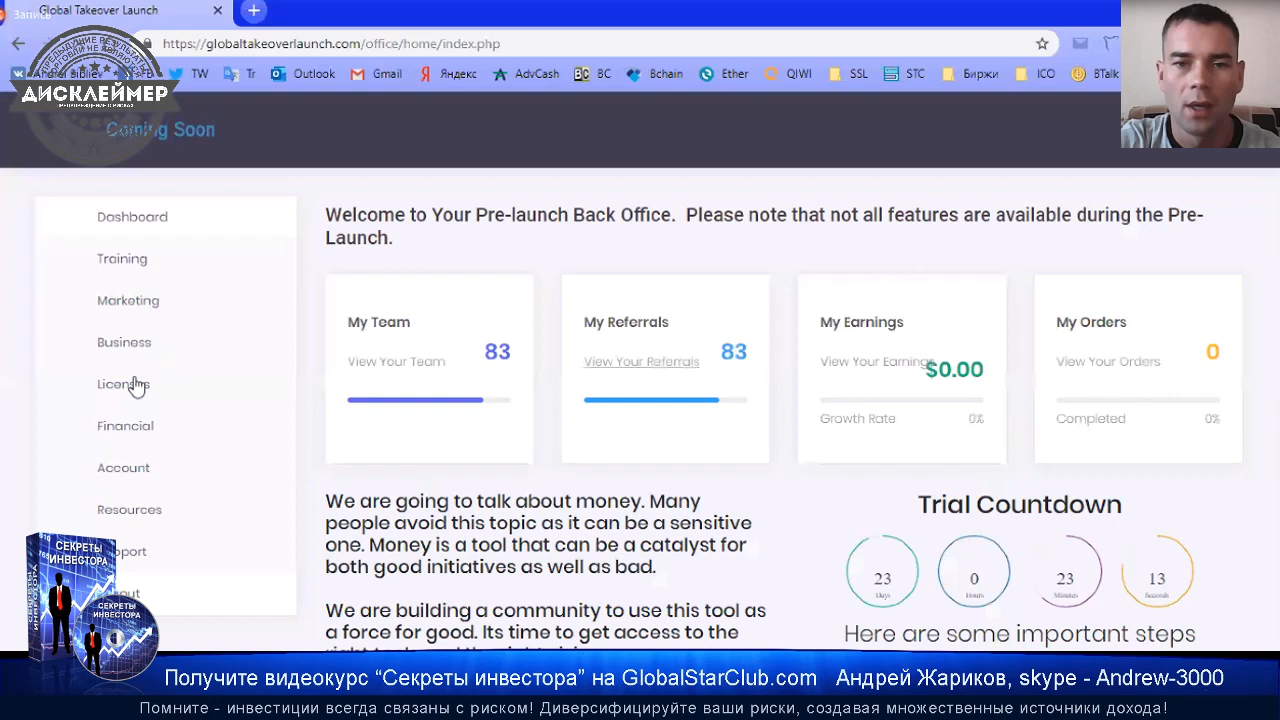 Запись
Global Takeover Launch
https://globaltakeoverlaunch.com/office/home/index.php
TW
Tr
Outlook
Gmail
Яндекс
AdvCash
BC
Bchain
Ether
QIWI
SSL
STC
Биржи
ICO
BTalk
ДИСКЛЕЙМЕР
Coming Soon
Dashboard
Training
Marketing
Business
Licenses
Financial
Account
Resources
Welcome to Your Pre-launch Back Office. Please note that not all features are available during the Pre-
Launch.
My Team
View Your Team
83
My Referrals
View Your Referrals
83
My Earnings
View Your Earnings
$0.00
Growth Rate
0%
My Orders
View Your Orders
0
Completed
0%
We are going to talk about money. Many
people avoid this topic as it can be a sensitive
one. Money is a tool that can be a catalyst for
both good initiatives as well as bad.
We are building a community to use this tool as
a force for good. Its time to get access to the
Trial Countdown
23
Days
0
Hours
23
Minutes
13
Seconds
Here are some important steps
СЕКРЕТЫ
ИНВЕСТОРА
СЕКРЕТЫ
ИНВЕСТОРА
Получите видеокурс “Секреты инвестора” на GlobalStarClub.com Андрей Жариков, skype - Andrew-3000
Помните - инвестиции всегда связаны с риском! Диверсифицируйте ваши риски, создавая множественные источники дохода!